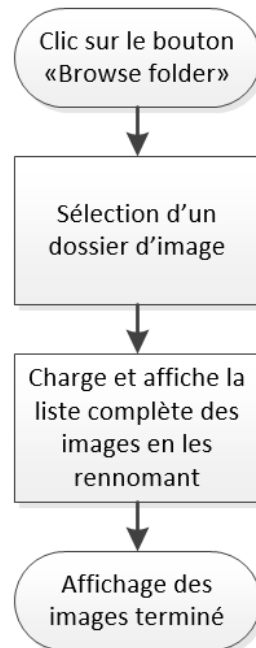 Clic sur le bouton
«Browse folder»
Sélection d’un
dossier d’image
Charge et affiche la
liste complète des
images en les
rennomant
Affichage des
images terminé